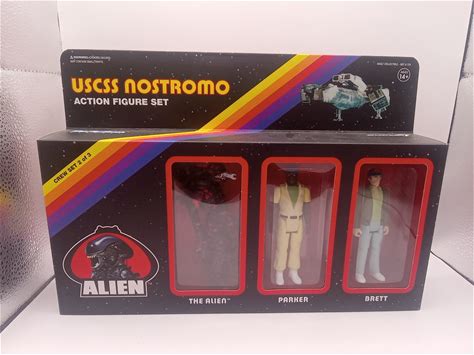 USCSS NOSTROMO
ACTION FIGURE SET
14+
CREW SET 2 of 3
ALIEN
THE ALIEN™
PARKER
BRETT